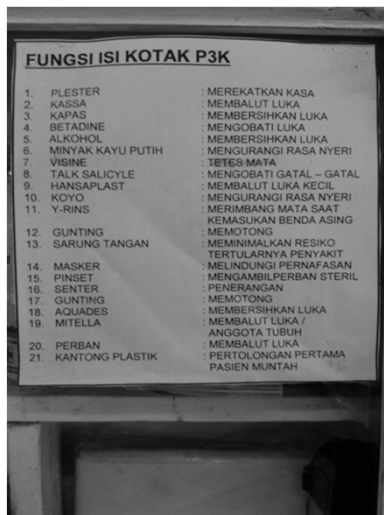 FUNGSI ISI KOTAK P3K
1. PLESTER : MEREKATKAN KASA
2. KASSA : MEMBALUT LUKA
3. KAPAS : MEMBERSIHKAN LUKA
4. BETADINE : MENGOBATI LUKA
5. ALKOHOL : MEMBERSIHKAN LUKA
6. MINYAK KAYU PUTIH : MENGURANGI RASA NYERI
7. VISINE : TETES MATA
8. TALK SALICYLE : MENGOBATI GATAL – GATAL
9. HANSAPLAST : MEMBALUT LUKA KECIL
10. KOYO : MENGURANGI RASA NYERI
11. Y-RINS : MERIMBANG MATA SAAT
KEMASUKAN BENDA ASING
12. GUNTING : MEMOTONG
13. SARUNG TANGAN : MEMINIMALKAN RESIKO
TERTULARNYA PENYAKIT
14. MASKER : MELINDUNGI PERNAFASAN
15. PINSET : MENGAMBILPERBAN STERIL
16. SENTER : PENERANGAN
17. GUNTING : MEMOTONG
18. AQUADES : MEMBERSIHKAN LUKA
19. MITELLA : MEMBALUT LUKA /
ANGGOTA TUBUH
20. PERBAN : MEMBALUT LUKA
21. KANTONG PLASTIK : PERTOLONGAN PERTAMA
PASIEN MUNTAH